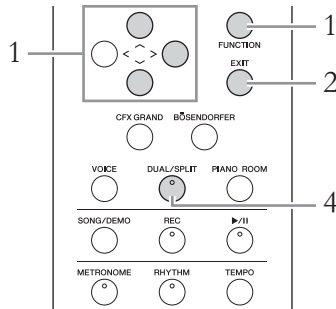 1
1
FUNCTION
EXIT
2
CFX GRAND BÖSENDORFER
VOICE DUAL/SPLIT PIANO ROOM
4
SONG/DEMO REC ►/II
METRONOME RHYTHM TEMPO